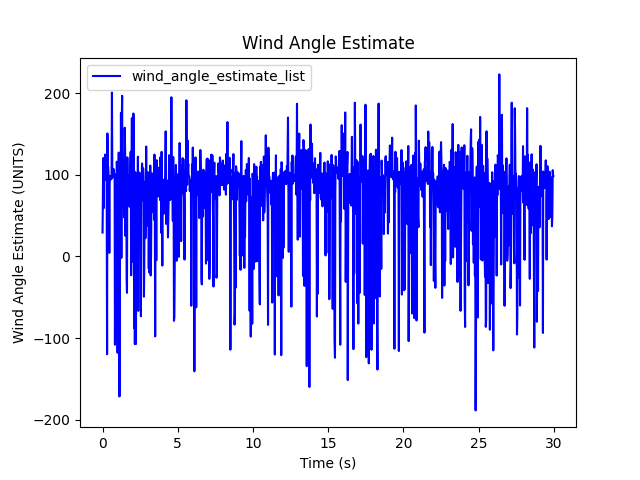 Wind Angle Estimate
wind_angle_estimate_list
Wind Angle Estimate (UNITS)
200
100
0
−100
−200
0 5 10 15 20 25 30
Time (s)